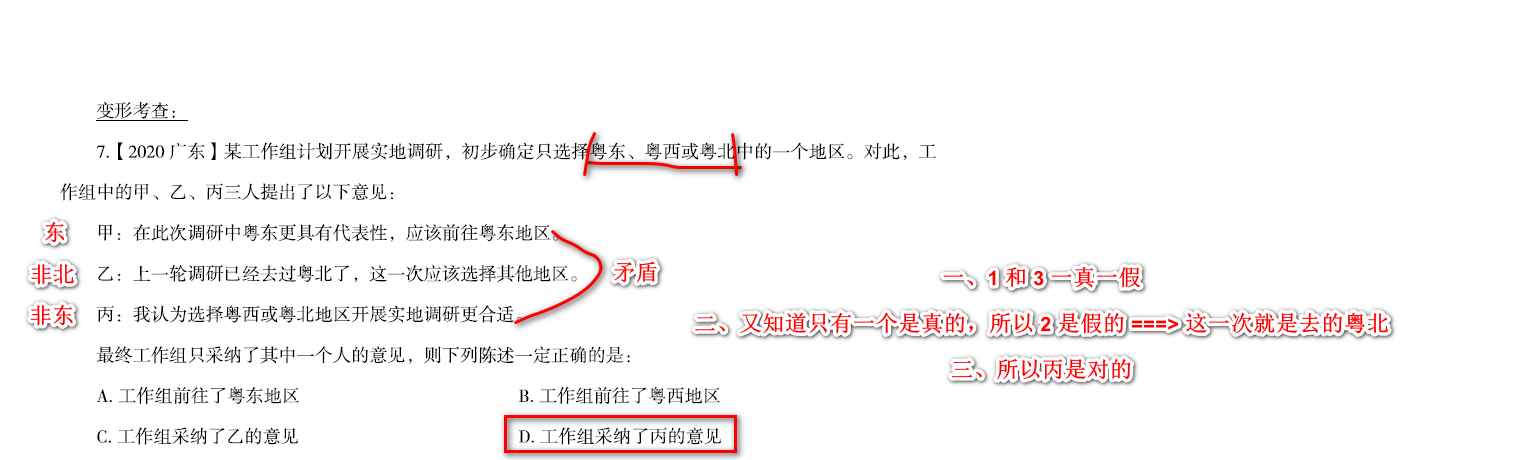 变形考查：
7.【2020 广东】某工作组计划开展实地调研，初步确定只选择粤东、粤西或粤北中的一个地区。对此，工
作组中的甲、乙、丙三人提出了以下意见：
东 甲：在此次调研中粤东更具有代表性，应该前往粤东地区。
非北 乙：上一轮调研已经去过粤北了，这一次应该选择其他地区。
矛盾
一、1 和 3 一真一假
非东 丙：我认为选择粤西或粤北地区开展实地调研更合适。
二、又知道只有一个是真的，所以 2 是假的 ===> 这一次就是去的粤北
最终工作组只采纳了其中一个人的意见，则下列陈述一定正确的是：
三、所以丙是对的
A. 工作组前往了粤东地区 B. 工作组前往了粤西地区
C. 工作组采纳了乙的意见 D. 工作组采纳了丙的意见